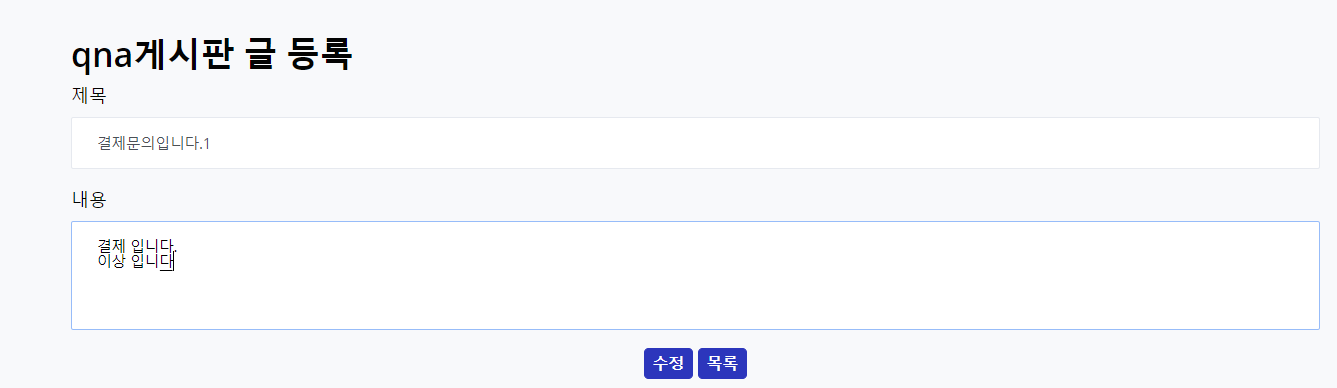 qna게시판 글 등록
제목
결제문의입니다.1
내용
결제 입니다.
이상 입니다
수정 목록